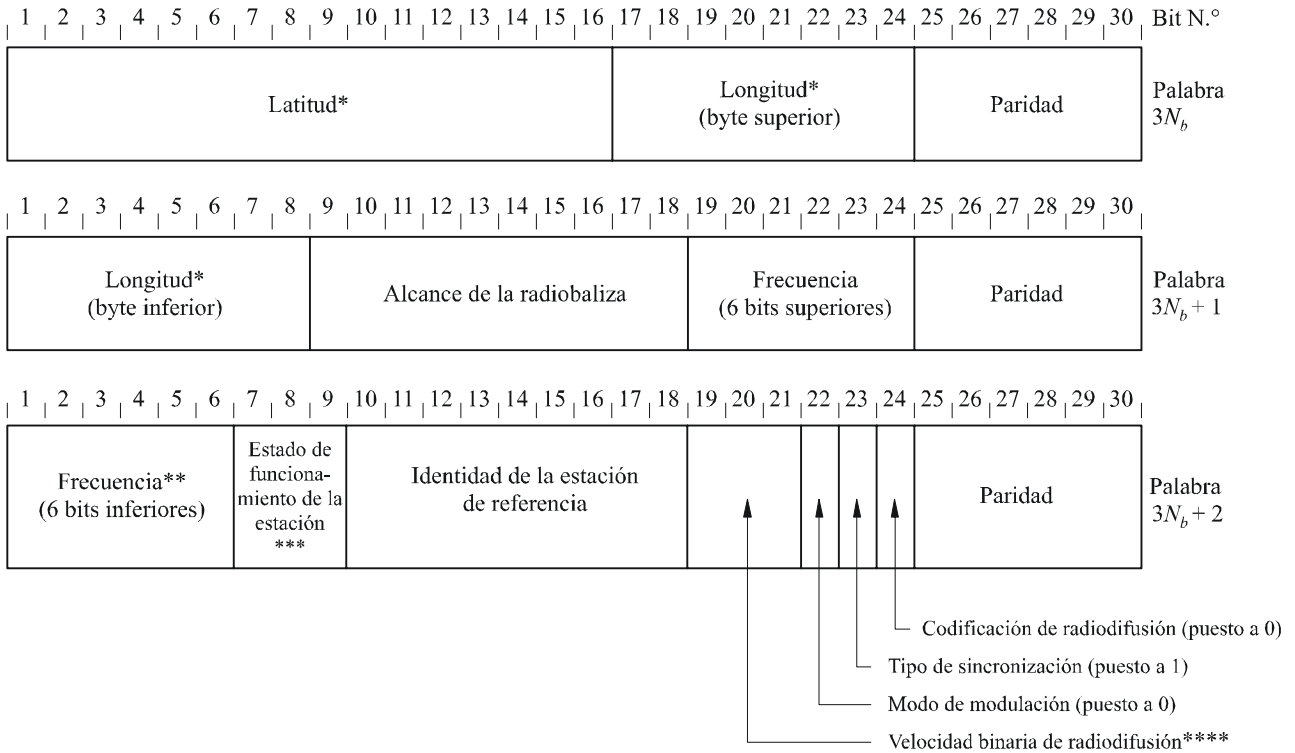 1 2 3 4 5 6 7 8 9 10 11 12 13 14 15 16 17 18 19 20 21 22 23 24 25 26 27 28 29 30 Bit N.°
Latitud*
Longitud*
(byte superior)
Paridad
Palabra
3N_b
1 2 3 4 5 6 7 8 9 10 11 12 13 14 15 16 17 18 19 20 21 22 23 24 25 26 27 28 29 30
Longitud*
(byte inferior)
Alcance de la radiobaliza
Frecuencia
(6 bits superiores)
Paridad
Palabra
3N_b + 1
1 2 3 4 5 6 7 8 9 10 11 12 13 14 15 16 17 18 19 20 21 22 23 24 25 26 27 28 29 30
Frecuencia**
(6 bits inferiores)
Estado de
funciona-
miento de la
estación
***
Identidad de la estación
de referencia
Paridad
Palabra
3N_b + 2
Codificación de radiodifusión (puesto a 0)
Tipo de sincronización (puesto a 1)
Modo de modulación (puesto a 0)
Velocidad binaria de radiodifusión****